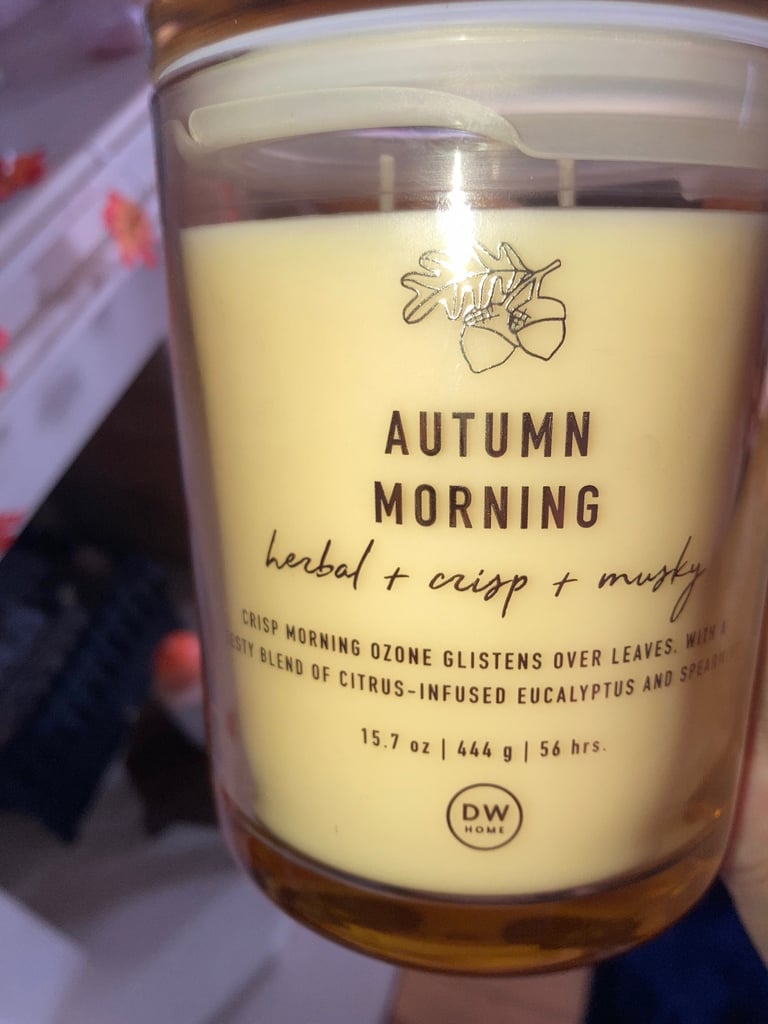 AUTUMN
MORNING
herbal + crisp + musky
CRISP MORNING OZONE GLISTENS OVER LEAVES. WITH A
BLEND OF CITRUS-INFUSED EUCALYPTUS AND
15.7 oz | 444 g | 56 hrs.
DW
HOME